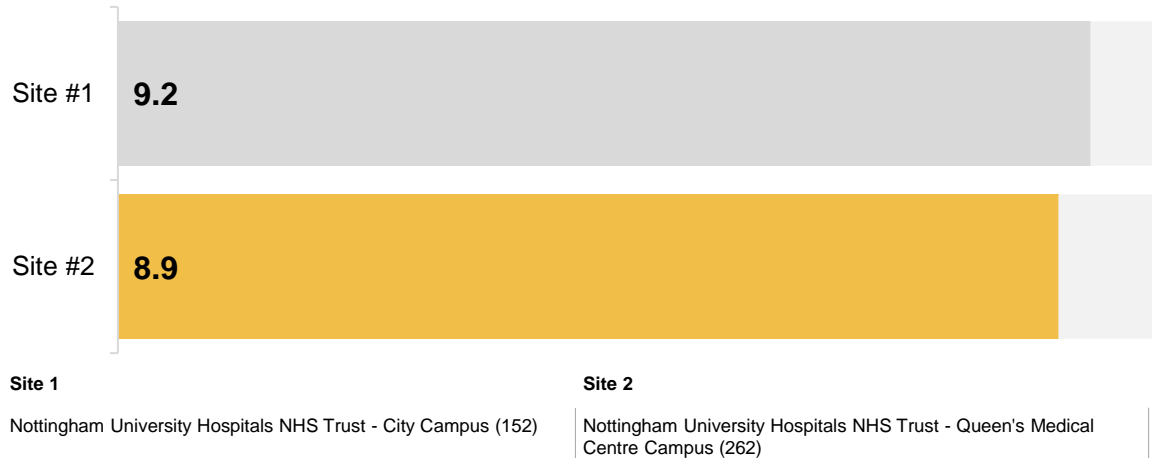 Site #1
9.2
Site #2
8.9
Site 1
Nottingham University Hospitals NHS Trust - City Campus (152)
Site 2
Nottingham University Hospitals NHS Trust - Queen's Medical
Centre Campus (262)